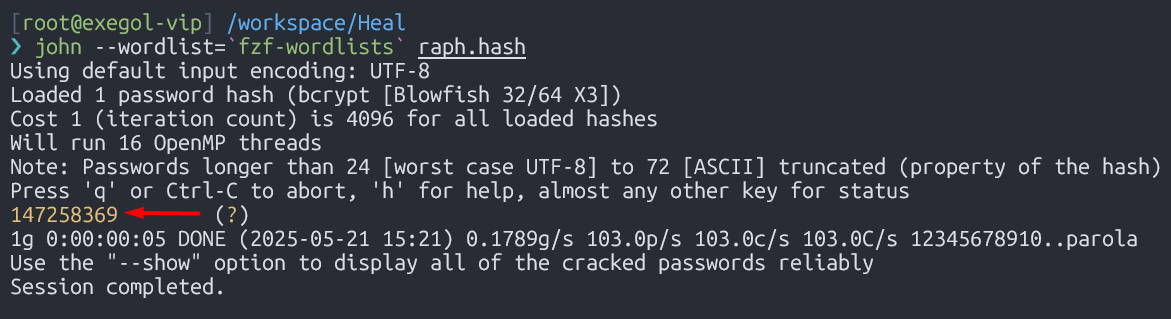 [root@exegol-vip] /workspace/Heal
❯ john --wordlist=`fzf-wordlists` raph.hash
Using default input encoding: UTF-8
Loaded 1 password hash (bcrypt [Blowfish 32/64 X3])
Cost 1 (iteration count) is 4096 for all loaded hashes
Will run 16 OpenMP threads
Note: Passwords longer than 24 [worst case UTF-8] to 72 [ASCII] truncated (property of the hash)
Press 'q' or Ctrl-C to abort, 'h' for help, almost any other key for status
147258369        (?)
1g 0:00:00:05 DONE (2025-05-21 15:21) 0.1789g/s 103.0p/s 103.0c/s 103.0C/s 12345678910..parola
Use the "--show" option to display all of the cracked passwords reliably
Session completed.